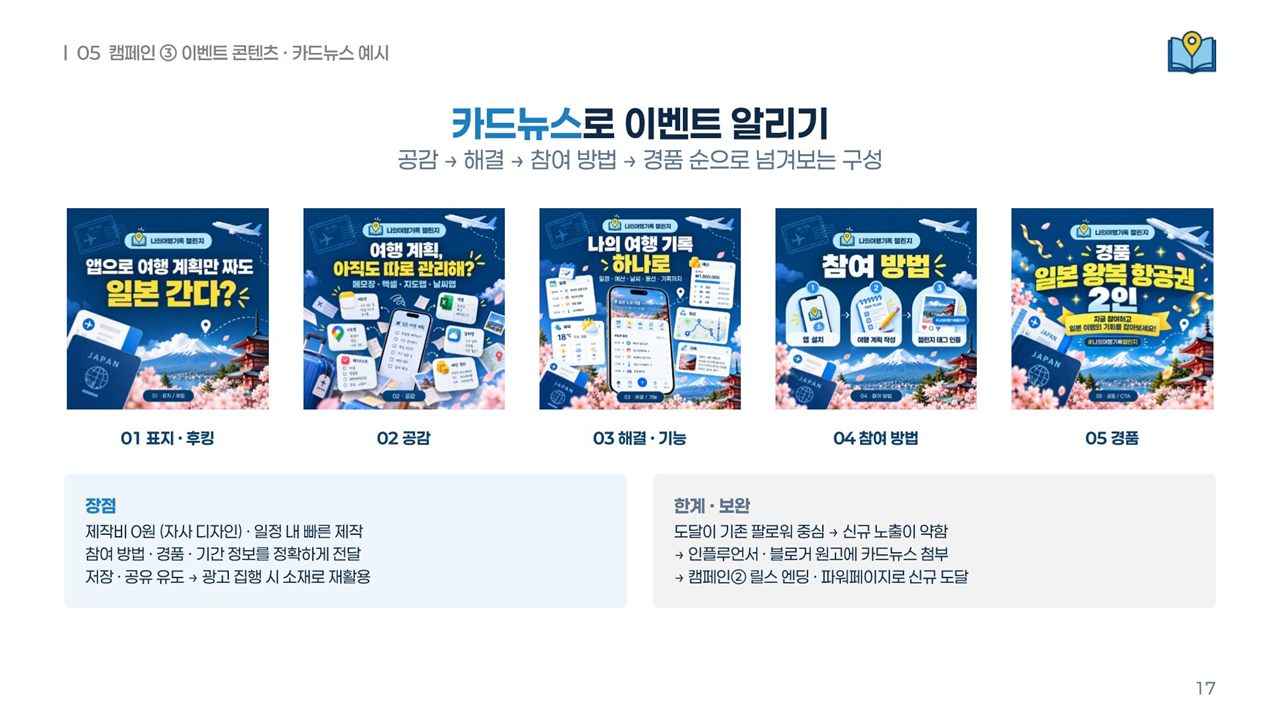 | 05 캠페인 ③ 이벤트 콘텐츠 · 카드뉴스 예시
카드뉴스로 이벤트 알리기
공감 → 해결 → 참여 방법 → 경품 순으로 넘겨보는 구성
나의여행기록 챌린지
앱으로 여행 계획만 짜도
일본 간다?
JAPAN
01 · 표지 / 후킹
나의여행기록 챌린지
여행 계획,
아직도 따로 관리해?
메모장 · 엑셀 · 지도앱 · 날씨앱
02 · 공감
나의여행기록 챌린지
나의 여행 기록
하나로
일정 · 예산 · 날씨 · 동선 · 기록까지
₩1,500,000
18°
JAPAN
03 · 해결 / 기능
나의여행기록 챌린지
참여 방법
1
2
3
TRIP PLAN
앱 설치
여행 계획 작성
챌린지 태그 인증
JAPAN
04 · 참여 방법
나의여행기록 챌린지
경품
일본 왕복 항공권
2인
지금 참여하고
일본 여행의 기회를 잡아보세요!
#나의여행기록챌린지
JAPAN
05 · 경품 / CTA
01 표지 · 후킹
02 공감
03 해결 · 기능
04 참여 방법
05 경품
장점
제작비 0원 (자사 디자인) · 일정 내 빠른 제작
참여 방법 · 경품 · 기간 정보를 정확하게 전달
저장 · 공유 유도 → 광고 집행 시 소재로 재활용
한계 · 보완
도달이 기존 팔로워 중심 → 신규 노출이 약함
→ 인플루언서 · 블로거 원고에 카드뉴스 첨부
→ 캠페인② 릴스 엔딩 · 파워페이지로 신규 도달
17